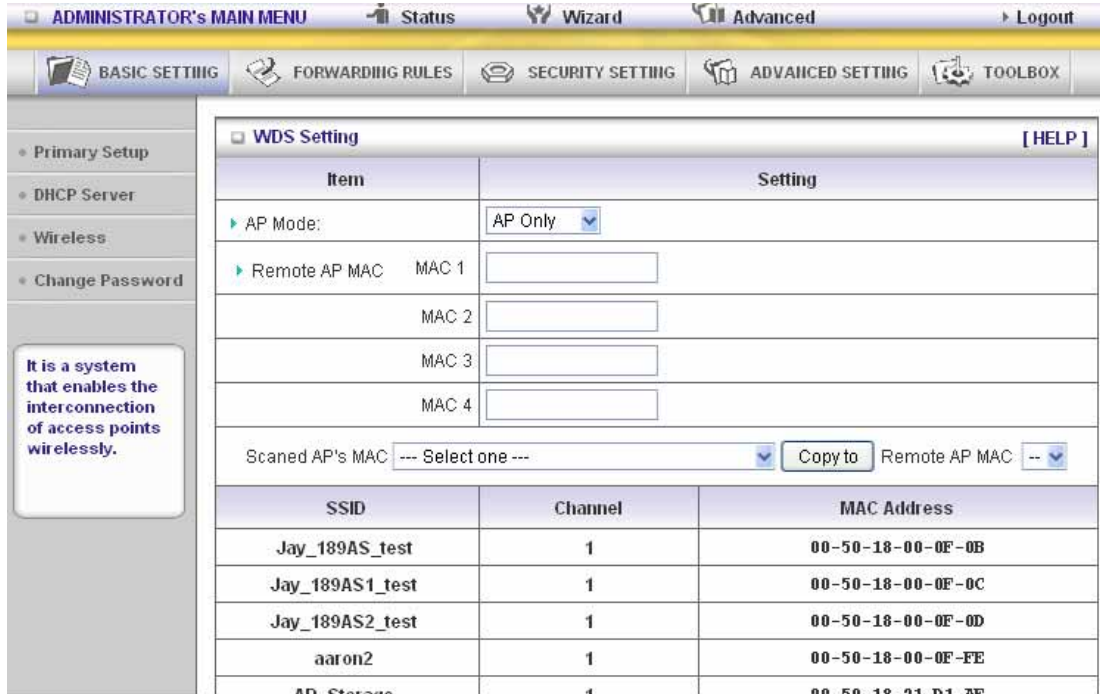 ADMINISTRATOR's MAIN MENU Status Wizard Advanced Logout
BASIC SETTING FORWARDING RULES SECURITY SETTING ADVANCED SETTING TOOLBOX
Primary Setup
DHCP Server
Wireless
Change Password
It is a system
that enables the
interconnection
of access points
wirelessly.
WDS Setting [ HELP ]
Item Setting
AP Mode: AP Only
Remote AP MAC MAC 1
MAC 2
MAC 3
MAC 4
Scaned AP's MAC --- Select one --- Copy to Remote AP MAC --
SSID Channel MAC Address
Jay_189AS_test 1 00-50-18-00-0F-0B
Jay_189AS1_test 1 00-50-18-00-0F-0C
Jay_189AS2_test 1 00-50-18-00-0F-0D
aaron2 1 00-50-18-00-0F-FE
AP_Storage 1